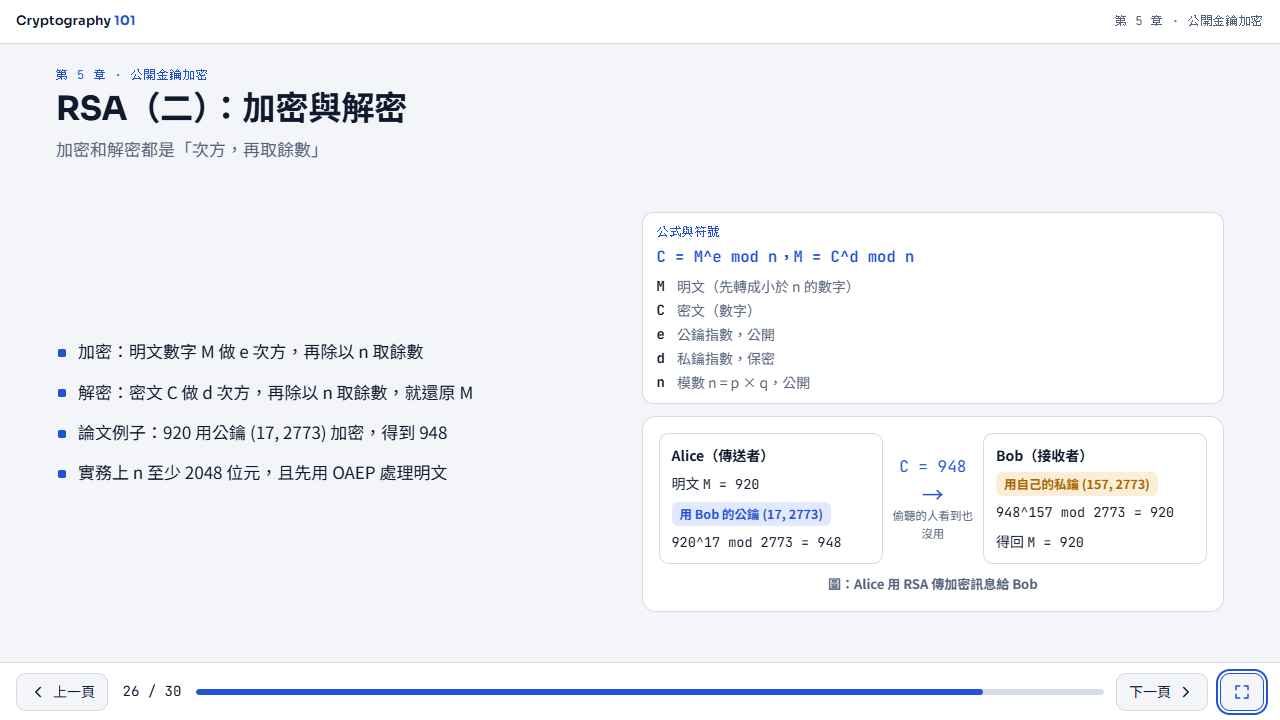 Cryptography 101
第 5 章 · 公開金鑰加密
第 5 章 · 公開金鑰加密
RSA（二）：加密與解密
加密和解密都是「次方，再取餘數」
加密：明文數字 M 做 e 次方，再除以 n 取餘數
解密：密文 C 做 d 次方，再除以 n 取餘數，就還原 M
論文例子：920 用公鑰 (17, 2773) 加密，得到 948
實務上 n 至少 2048 位元，且先用 OAEP 處理明文
公式與符號
C = M^e mod n，M = C^d mod n
M 明文（先轉成小於 n 的數字）
C 密文（數字）
e 公鑰指數，公開
d 私鑰指數，保密
n 模數 n = p × q，公開
Alice（傳送者）
明文 M = 920
用 Bob 的公鑰 (17, 2773)
920^17 mod 2773 = 948
C = 948
→
偷聽的人看到也
沒用
Bob（接收者）
用自己的私鑰 (157, 2773)
948^157 mod 2773 = 920
得回 M = 920
圖：Alice 用 RSA 傳加密訊息給 Bob
上一頁
26 / 30
下一頁